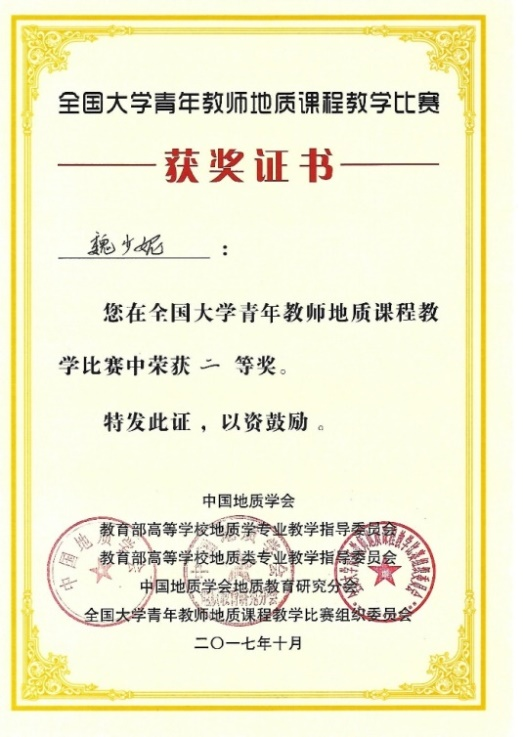 全国大学青年教师地质课程教学比赛
获奖证书
魏少妮：
您在全国大学青年教师地质课程教
学比赛中荣获 二 等奖。
特发此证，以资鼓励。
中国地质学会
教育部高等学校地质学专业教学指导委员会
教育部高等学校地质类专业教学指导委员会
中国地质学会地质教育研究分会
全国大学青年教师地质课程教学比赛组织委员会
二〇一七年十月
中国地质学会